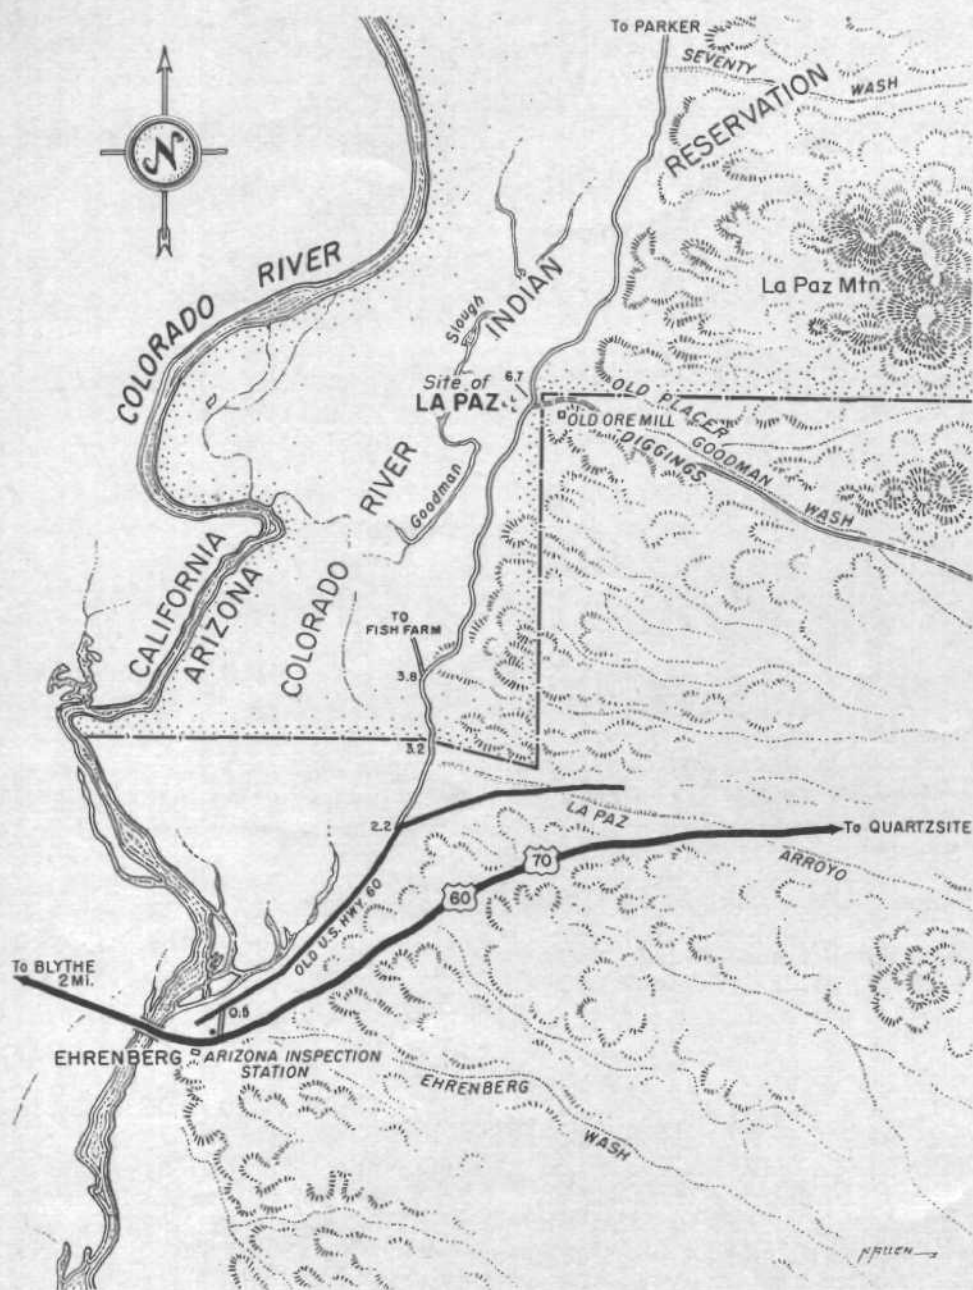 To PARKER
SEVENTY
WASH
RESERVATION
N
La Paz Mtn.
COLORADO RIVER
Slough
INDIAN
6.7
Site of
LA PAZ
OLD PLACER
DIGGINGS
OLD ORE MILL
GOODMAN
WASH
RIVER
Goodman
CALIFORNIA
ARIZONA
COLORADO
TO
FISH FARM
3.8
3.2
2.2
LA PAZ
ARROYO
To QUARTZSITE
70
60
OLD U.S. HWY. 60
To BLYTHE
2 Mi.
0.5
EHRENBERG
ARIZONA INSPECTION
STATION
EHRENBERG
WASH